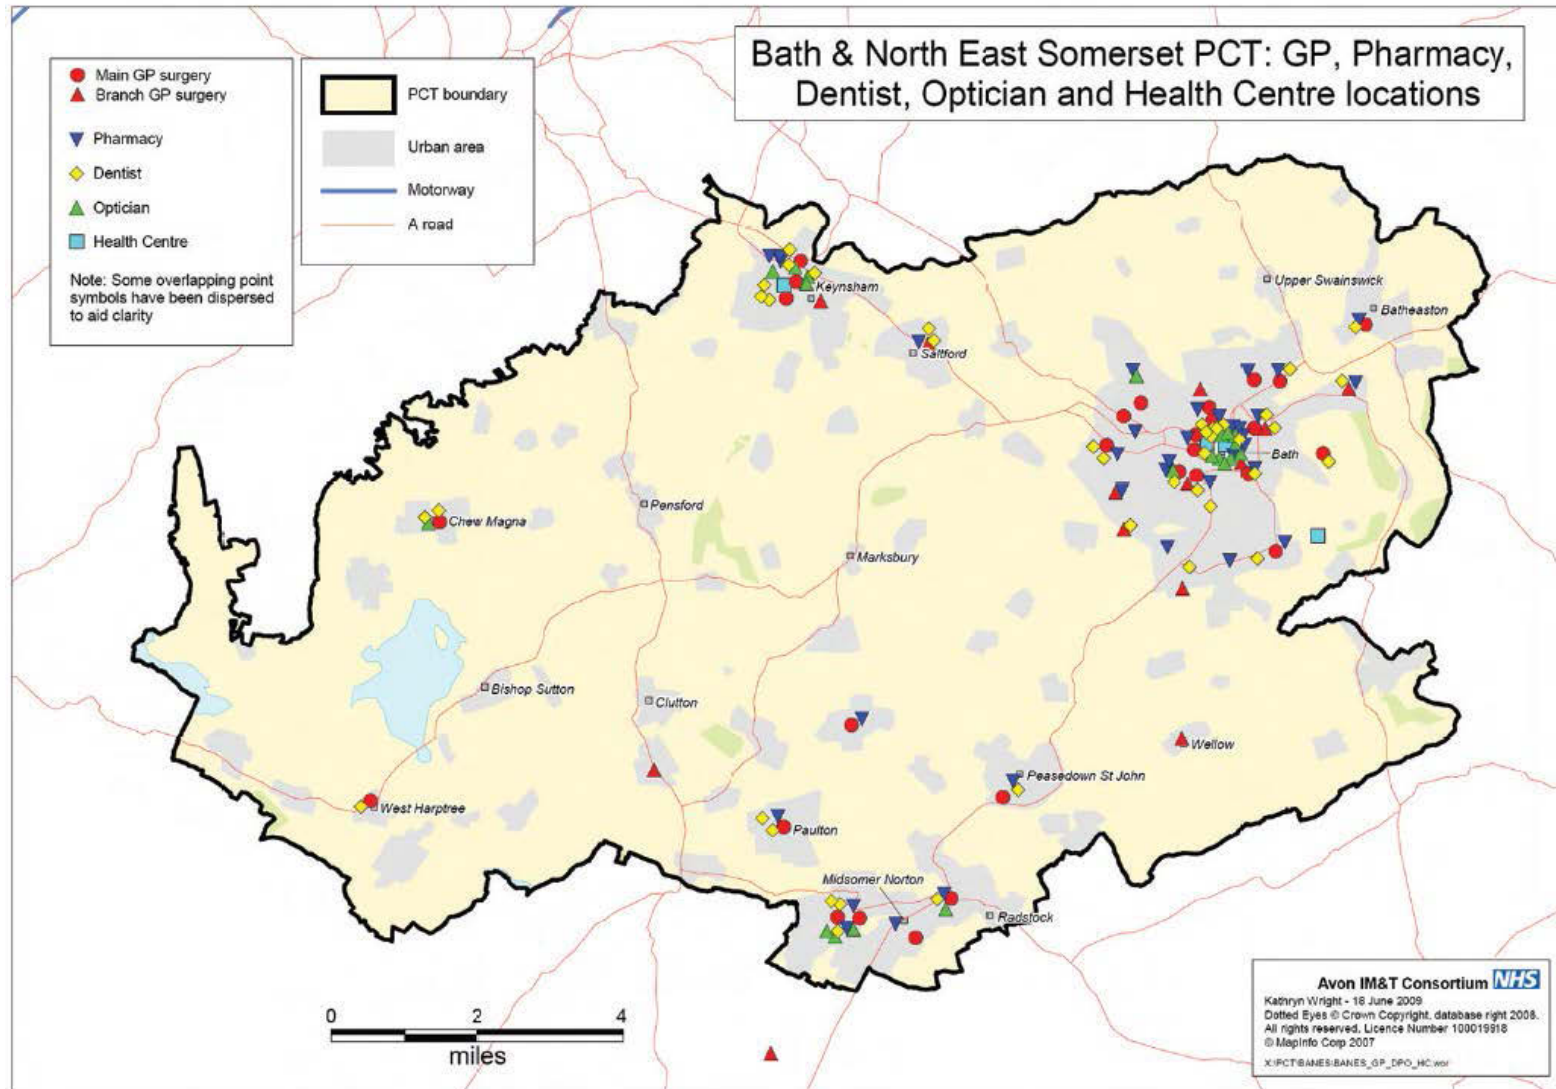 Bath & North East Somerset PCT: GP, Pharmacy,
Dentist, Optician and Health Centre locations
Main GP surgery
Branch GP surgery
Pharmacy
Dentist
Optician
Health Centre
Note: Some overlapping point
symbols have been dispersed
to aid clarity
PCT boundary
Urban area
Motorway
A road
Keynsham
Upper Swainswick
Batheaston
Saltford
Bath
Pensford
Chew Magna
Marksbury
Bishop Sutton
Clutton
Wellow
Peasedown St John
West Harptree
Paulton
Midsomer Norton
Radstock
0 2 4
miles
Avon IM&T Consortium NHS
Kathryn Wright - 18 June 2009
Dotted Eyes © Crown Copyright, database right 2008.
All rights reserved. Licence Number 100019918
© MapInfo Corp 2007
X:\PCT\BANES\BANES_GP_DPO_HC.wor